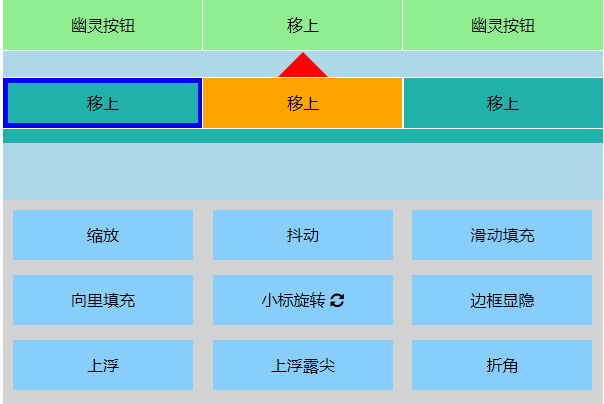 幽灵按钮 移上 幽灵按钮
移上 移上 移上
缩放 抖动 滑动填充
向里填充 小标旋转 边框显隐
上浮 上浮露尖 折角